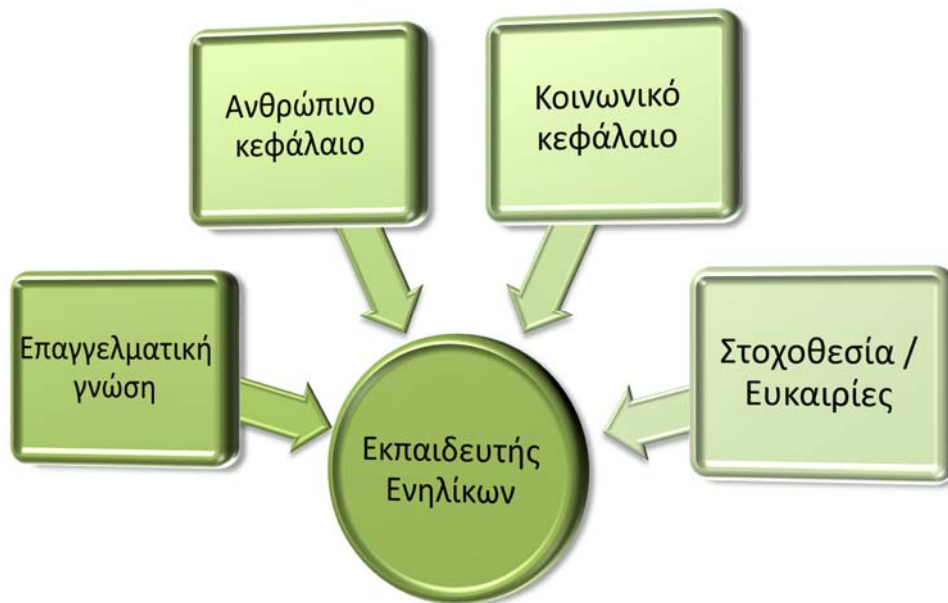 Ανθρώπινο
κεφάλαιο
Κοινωνικό
κεφάλαιο
Επαγγελματική
γνώση
Στοχοθεσία /
Ευκαιρίες
Εκπαιδευτής
Ενηλίκων